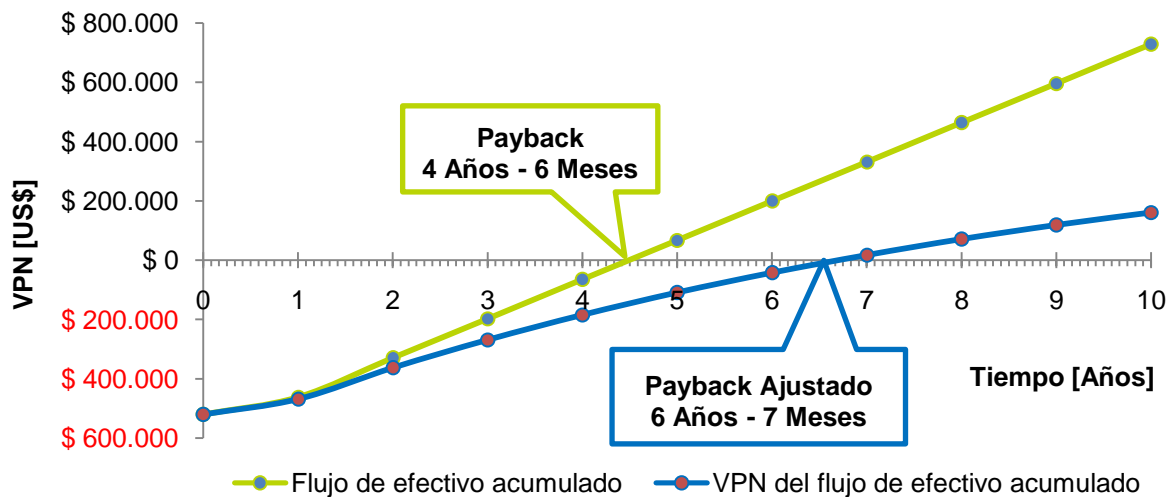 $ 800.000
$ 600.000
$ 400.000
$ 200.000
$ 0
$ 200.000
$ 400.000
$ 600.000
VPN [US$]
Payback
4 Años - 6 Meses
0 1 2 3 4 5 6 7 8 9 10
Payback Ajustado
6 Años - 7 Meses
Tiempo [Años]
Flujo de efectivo acumulado
VPN del flujo de efectivo acumulado